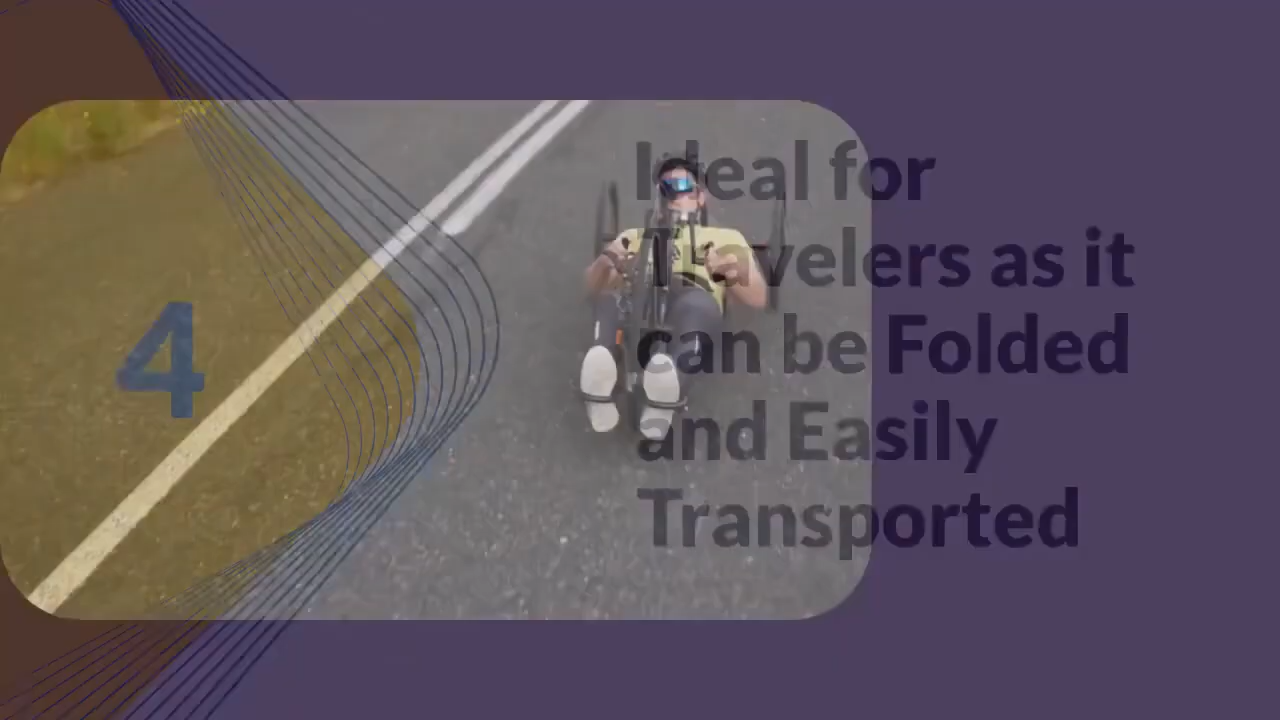 4
Ideal for
Travelers as it
can be Folded
and Easily
Transported